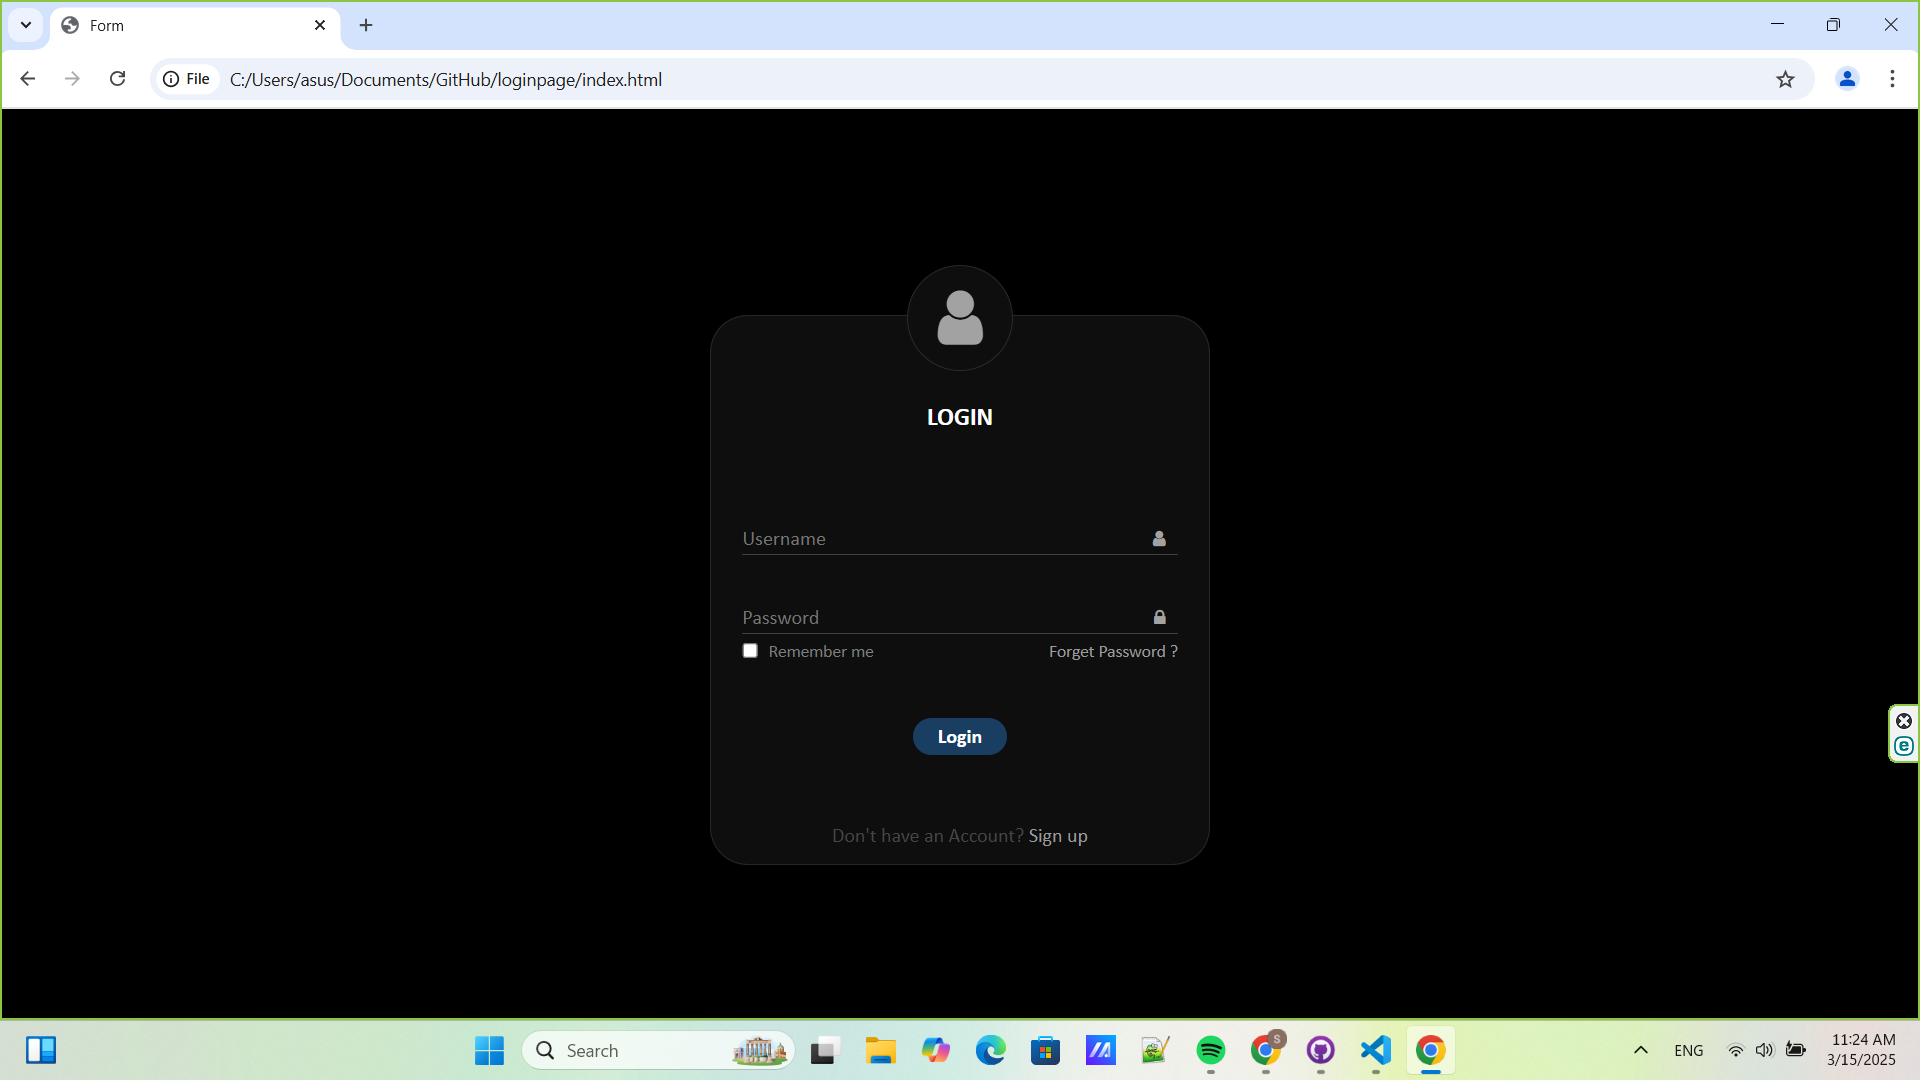 Form
File
C:/Users/asus/Documents/GitHub/loginpage/index.html
LOGIN
Username
Password
Remember me
Forget Password ?
Login
Don't have an Account? Sign up
Search
S
ENG
11:24 AM
3/15/2025